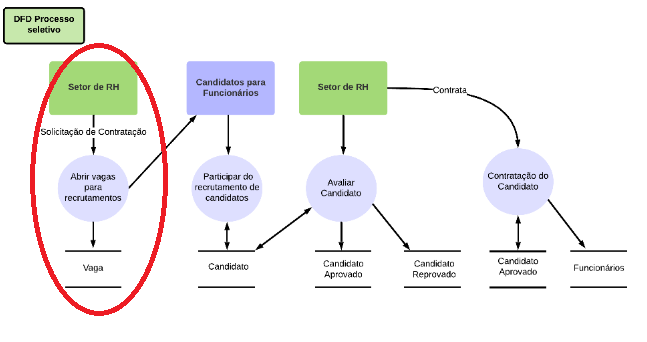 DFD Processo
seletivo
Setor de RH
Candidatos para
Funcionários
Setor de RH
Contrata
Solicitação de Contratação
Abrir vagas
para
recrutamentos
Participar do
recrutamento de
candidatos
Avaliar
Candidato
Contratação do
Candidato
Vaga
Candidato
Candidato
Aprovado
Candidato
Reprovado
Candidato
Aprovado
Funcionários